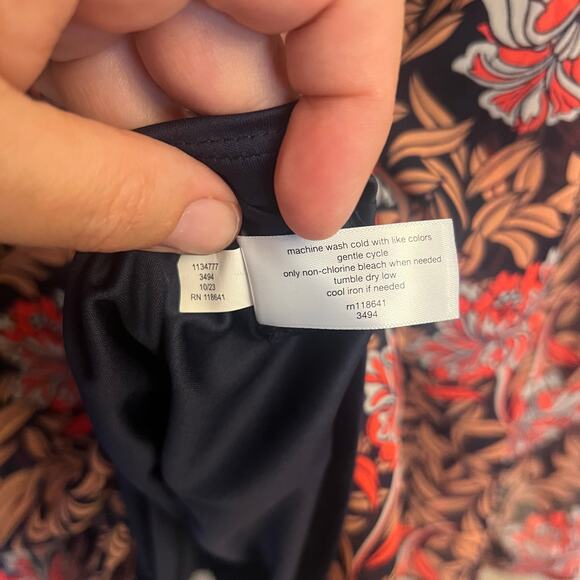 1134777
3494
10/23
RN 118641
machine wash cold with like colors
gentle cycle
only non-chlorine bleach when needed
tumble dry low
cool iron if needed
rn118641
3494